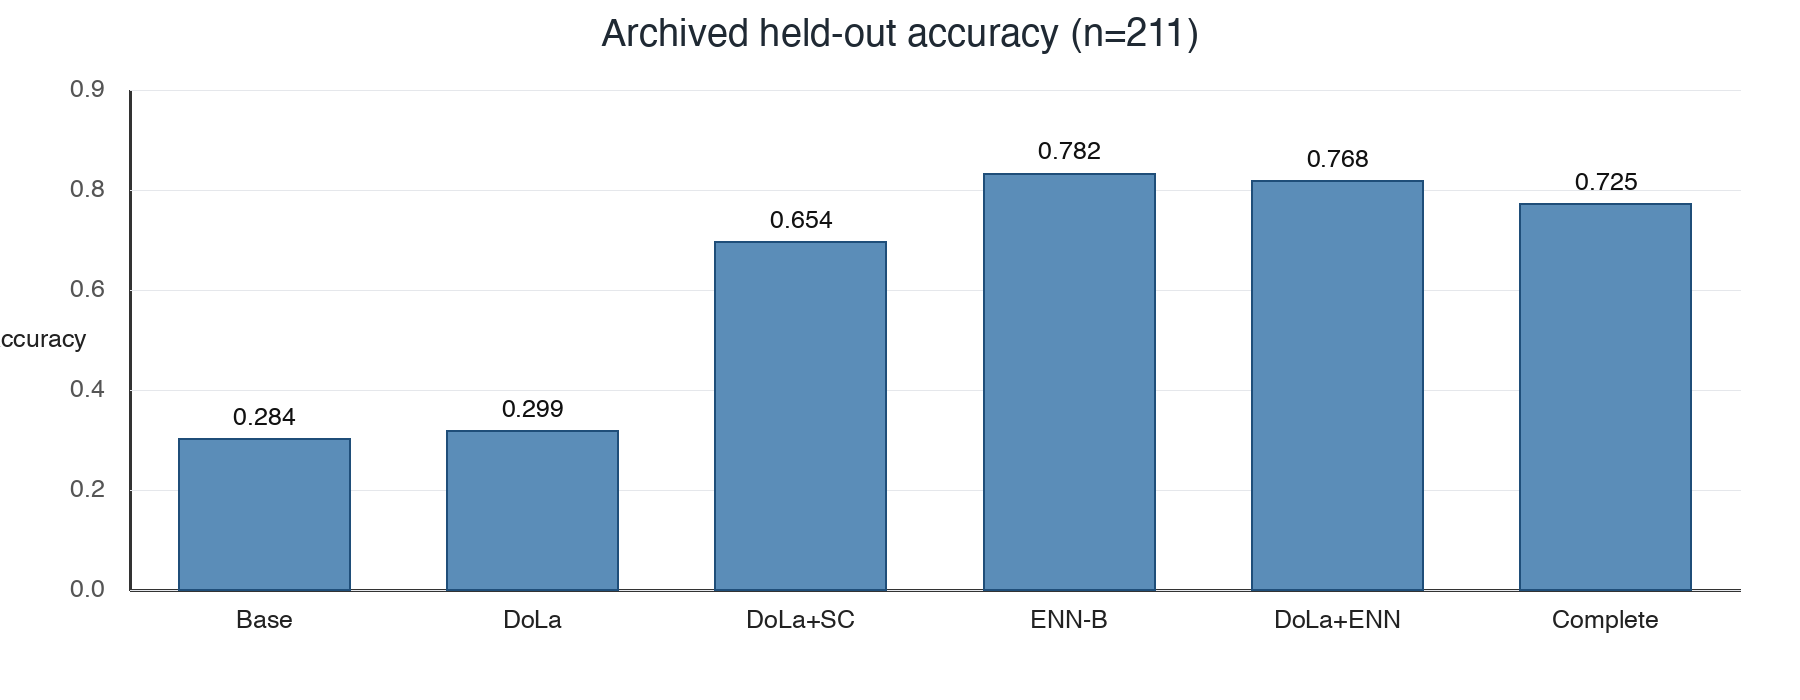 Archived held-out accuracy (n=211)
0.9
0.8
0.6
0.4
0.2
0.0
ccuracy
0.284
0.299
0.654
0.782
0.768
0.725
Base
DoLa
DoLa+SC
ENN-B
DoLa+ENN
Complete